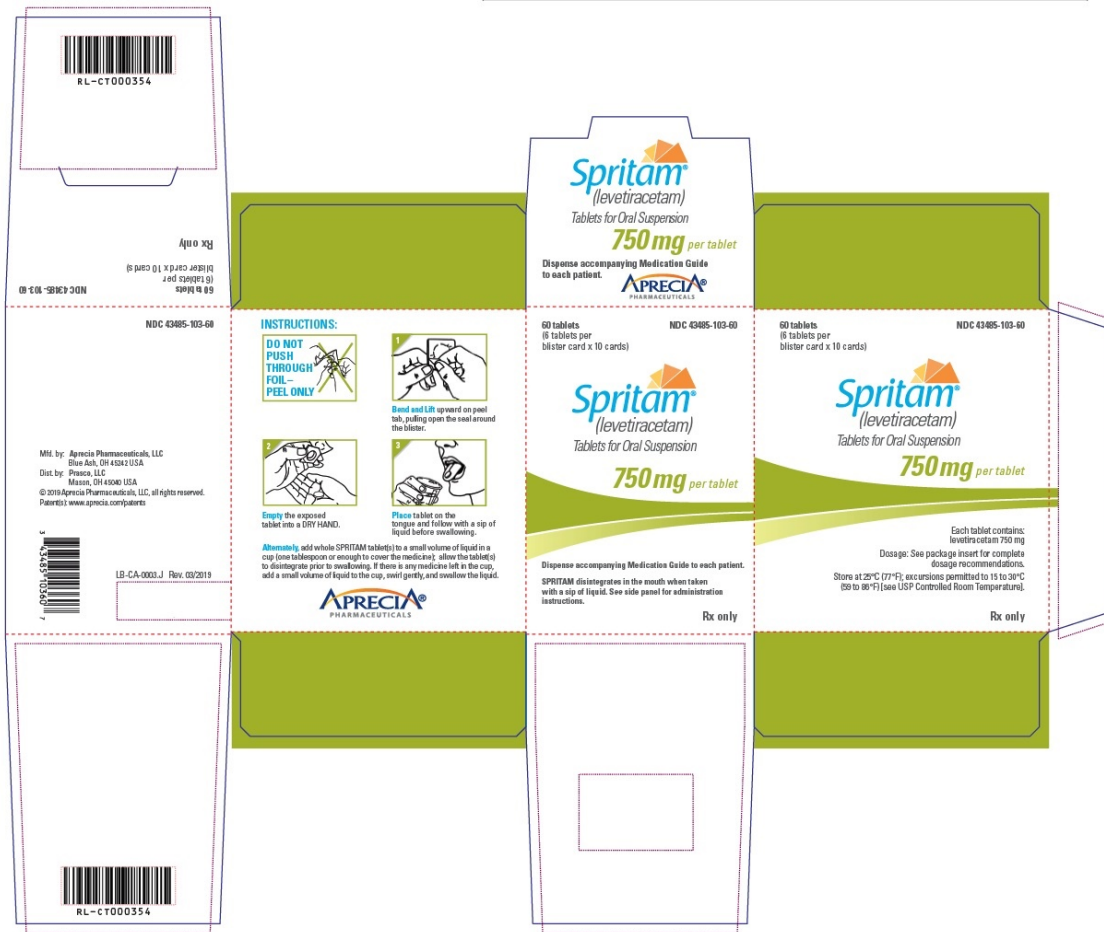 RL-CT000354
Rx only
60 tablets
(6 tablets per
blister card x 10 cards)
NDC 43485-103-60
NDC 43485-103-60
Mfd. by: Aprecia Pharmaceuticals, LLC
Blue Ash, OH 45242 USA
Dist. by: Prasco, LLC
Mason, OH 45040 USA
© 2019 Aprecia Pharmaceuticals, LLC, all rights reserved.
Patent(s): www.aprecia.com/patents
3 43485 10360 7
LB-CA-0003.J Rev. 03/2019
RL-CT000354
INSTRUCTIONS:
DO NOT
PUSH
THROUGH
FOIL–
PEEL ONLY
1
Bend and Lift upward on peel
tab, pulling open the seal around
the blister.
2
Empty the exposed
tablet into a DRY HAND.
3
Place tablet on the
tongue and follow with a sip of
liquid before swallowing.
Alternately, add whole SPRITAM tablet(s) to a small volume of liquid in a
cup (one tablespoon or enough to cover the medicine); allow the tablet(s)
to disintegrate prior to swallowing. If there is any medicine left in the cup,
add a small volume of liquid to the cup, swirl gently, and swallow the liquid.
APRECIA®
PHARMACEUTICALS
Spritam®
(levetiracetam)
Tablets for Oral Suspension
750 mg per tablet
Dispense accompanying Medication Guide
to each patient.
APRECIA®
PHARMACEUTICALS
60 tablets
(6 tablets per
blister card x 10 cards)
NDC 43485-103-60
Spritam®
(levetiracetam)
Tablets for Oral Suspension
750 mg per tablet
Dispense accompanying Medication Guide to each patient.
SPRITAM disintegrates in the mouth when taken
with a sip of liquid. See side panel for administration
instructions.
Rx only
60 tablets
(6 tablets per
blister card x 10 cards)
NDC 43485-103-60
Spritam®
(levetiracetam)
Tablets for Oral Suspension
750 mg per tablet
Each tablet contains:
levetiracetam 750 mg
Dosage: See package insert for complete
dosage recommendations.
Store at 25°C (77°F); excursions permitted to 15 to 30°C
(59 to 86°F) [see USP Controlled Room Temperature].
Rx only